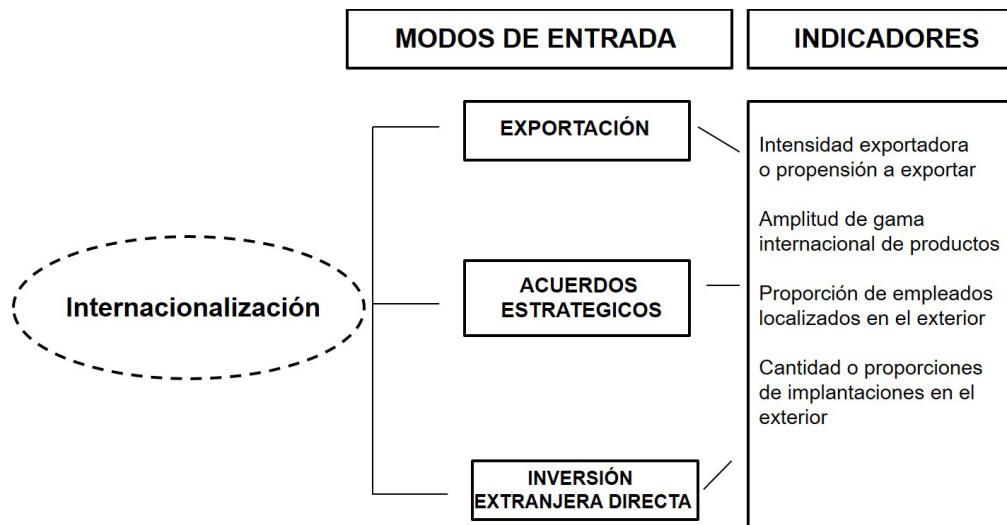 MODOS DE ENTRADA
INDICADORES
EXPORTACIÓN
Intensidad exportadora
o propensión a exportar
Amplitud de gama
internacional de productos
Internacionalización
ACUERDOS
ESTRATEGICOS
Proporción de empleados
localizados en el exterior
Cantidad o proporciones
de implantaciones en el
exterior
INVERSIÓN
EXTRANJERA DIRECTA